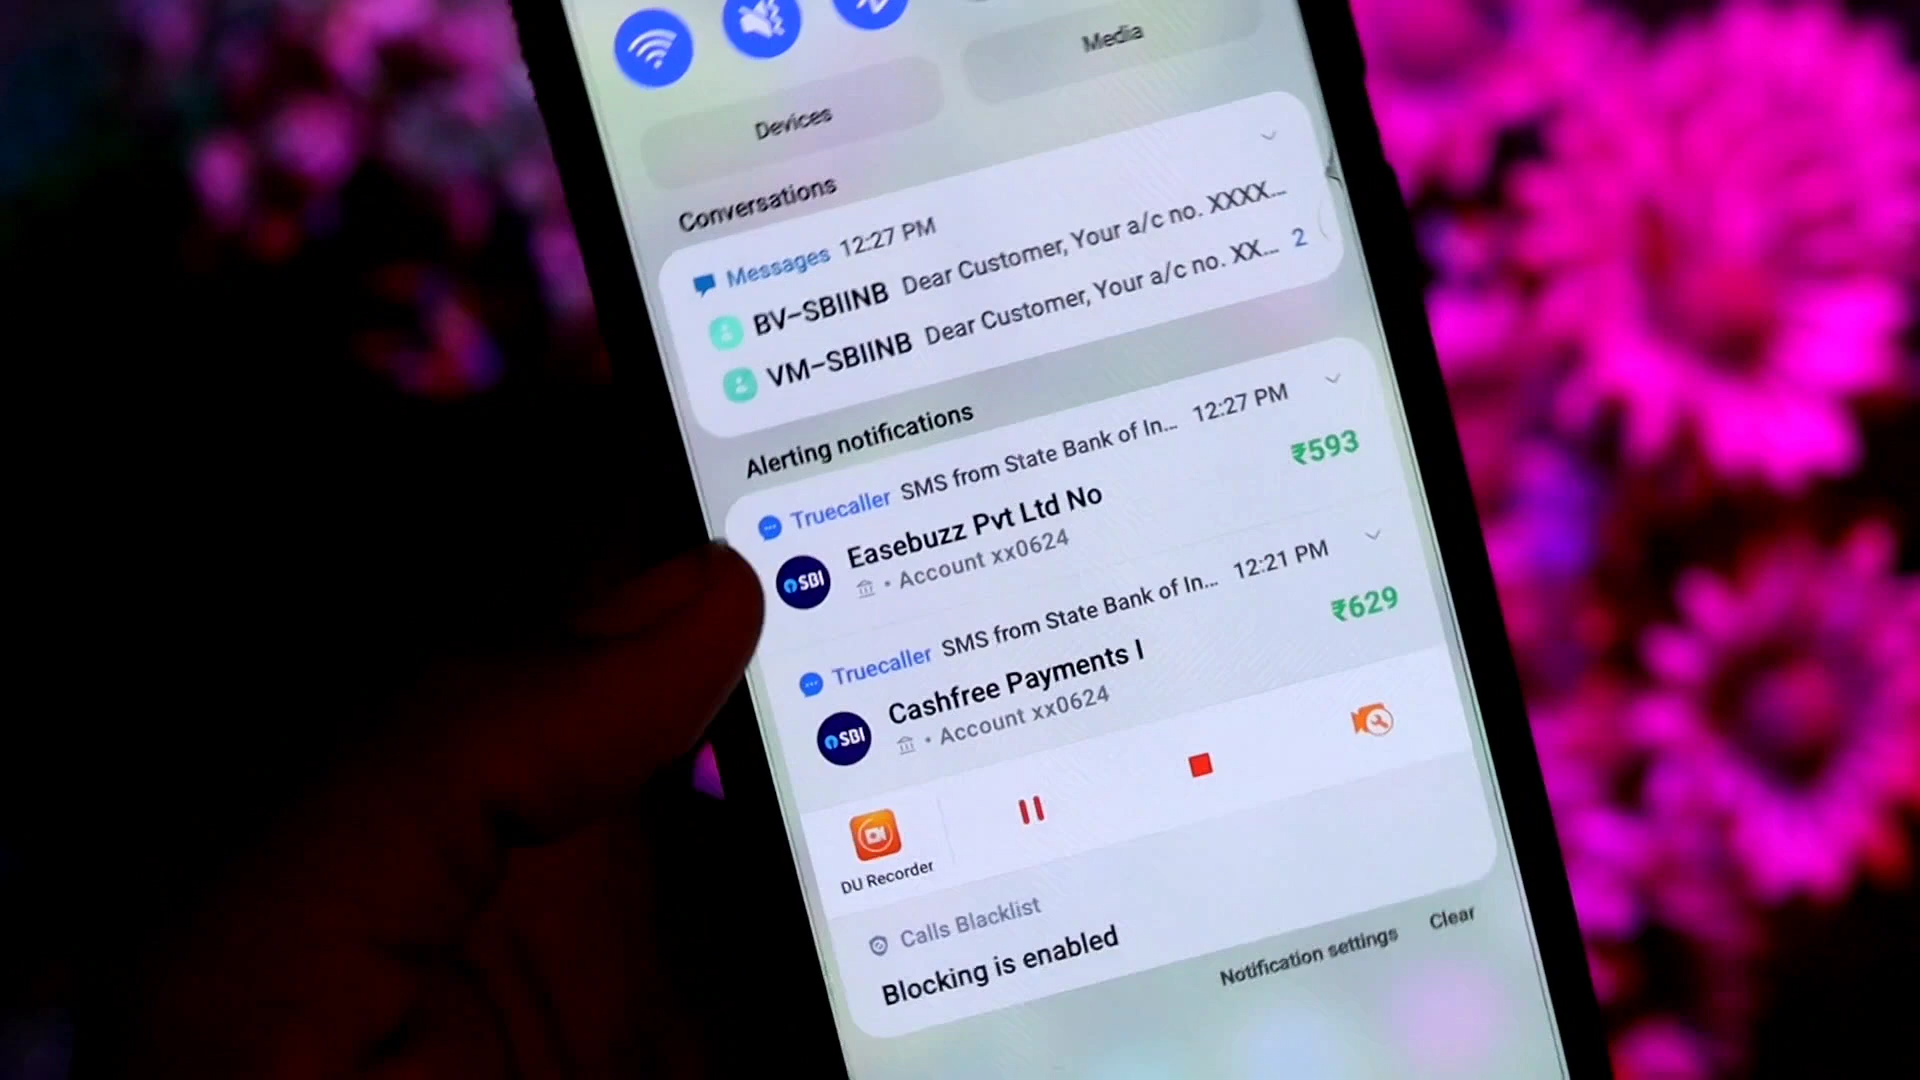 Media
Devices
Conversations
Messages 12:27 PM
BV-SBIINB Dear Customer, Your a/c no. XXXX...
VM-SBIINB Dear Customer, Your a/c no. XX... 2
Alerting notifications
Truecaller SMS from State Bank of In... 12:27 PM
Easebuzz Pvt Ltd No ₹593
SBI
• Account xx0624
Truecaller SMS from State Bank of In... 12:21 PM
Cashfree Payments I ₹629
SBI
• Account xx0624
DU Recorder
Calls Blacklist
Blocking is enabled
Notification settings Clear